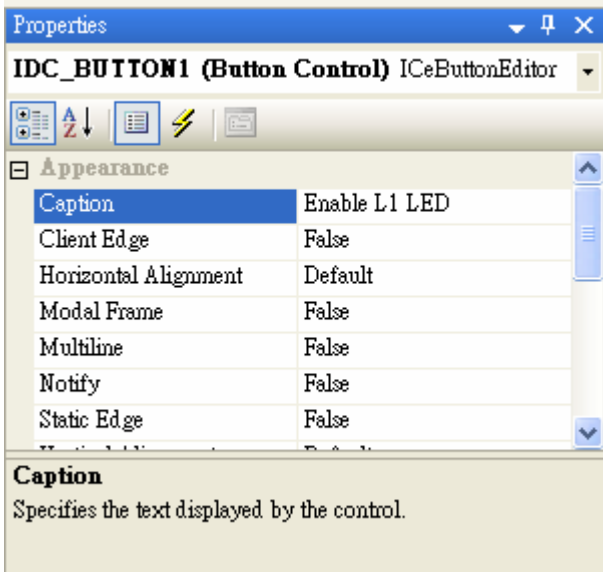 Properties
IDC_BUTTON1 (Button Control) ICeButtonEditor
Appearance
Caption Enable L1 LED
Client Edge False
Horizontal Alignment Default
Modal Frame False
Multiline False
Notify False
Static Edge False
Caption
Specifies the text displayed by the control.